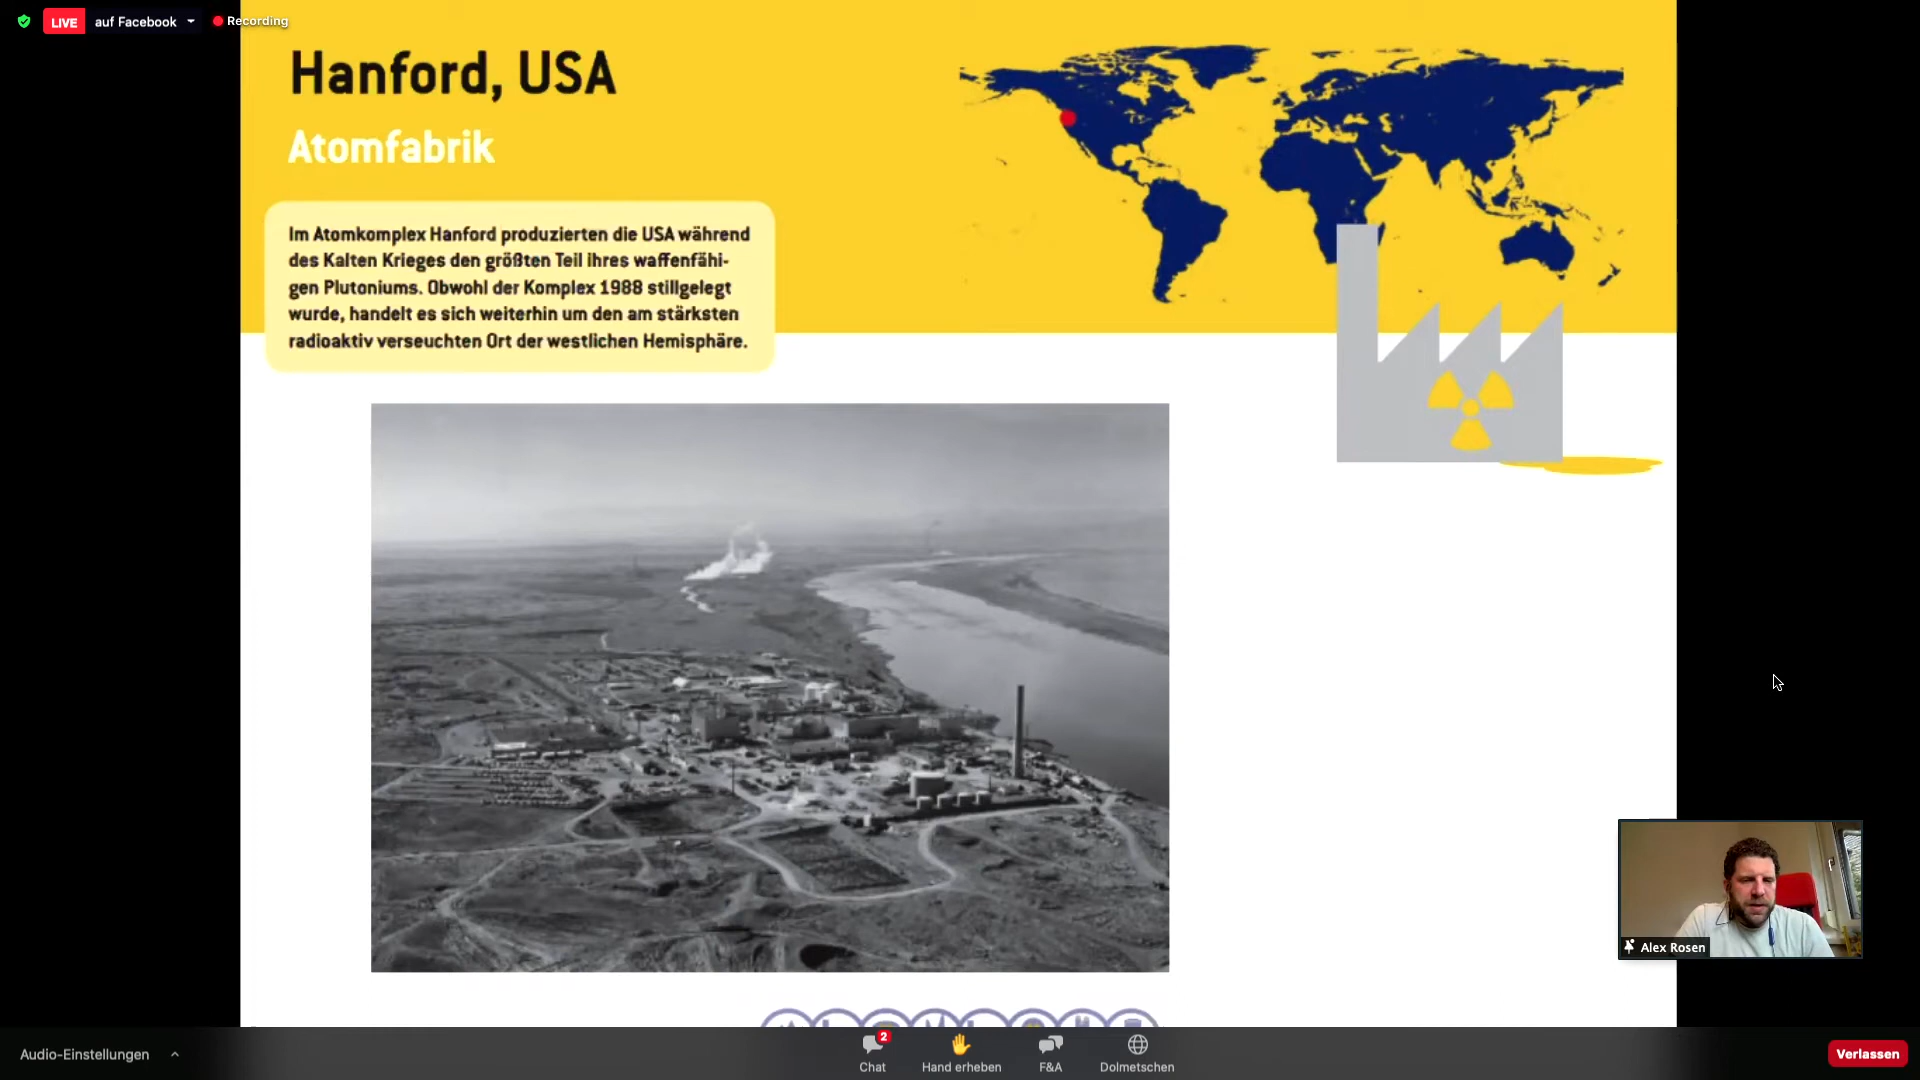 LIVE auf Facebook Recording
Hanford, USA
Atomfabrik
Im Atomkomplex Hanford produzierten die USA während
des Kalten Krieges den größten Teil ihres waffenfähi-
gen Plutoniums. Obwohl der Komplex 1988 stillgelegt
wurde, handelt es sich weiterhin um den am stärksten
radioaktiv verseuchten Ort der westlichen Hemisphäre.
Alex Rosen
Audio-Einstellungen
2
Chat
Hand erheben
F&A
Dolmetschen
Verlassen